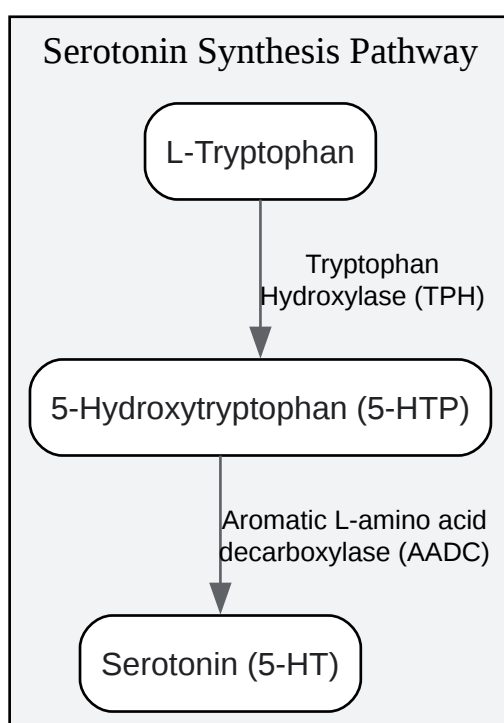 Serotonin Synthesis Pathway
L-Tryptophan
Tryptophan
Hydroxylase (TPH)
5-Hydroxytryptophan (5-HTP)
Aromatic L-amino acid
decarboxylase (AADC)
Serotonin (5-HT)